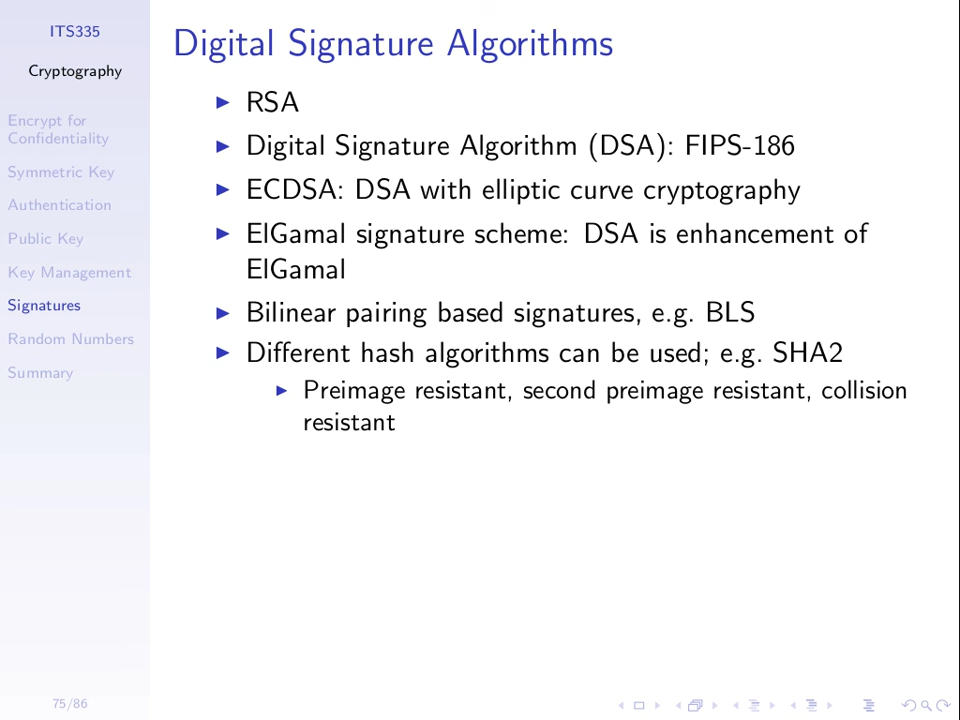 ITS335
Cryptography
Encrypt for
Confidentiality
Symmetric Key
Authentication
Public Key
Key Management
Signatures
Random Numbers
Summary
75/86
Digital Signature Algorithms
RSA
Digital Signature Algorithm (DSA): FIPS-186
ECDSA: DSA with elliptic curve cryptography
ElGamal signature scheme: DSA is enhancement of
ElGamal
Bilinear pairing based signatures, e.g. BLS
Different hash algorithms can be used; e.g. SHA2
Preimage resistant, second preimage resistant, collision
resistant